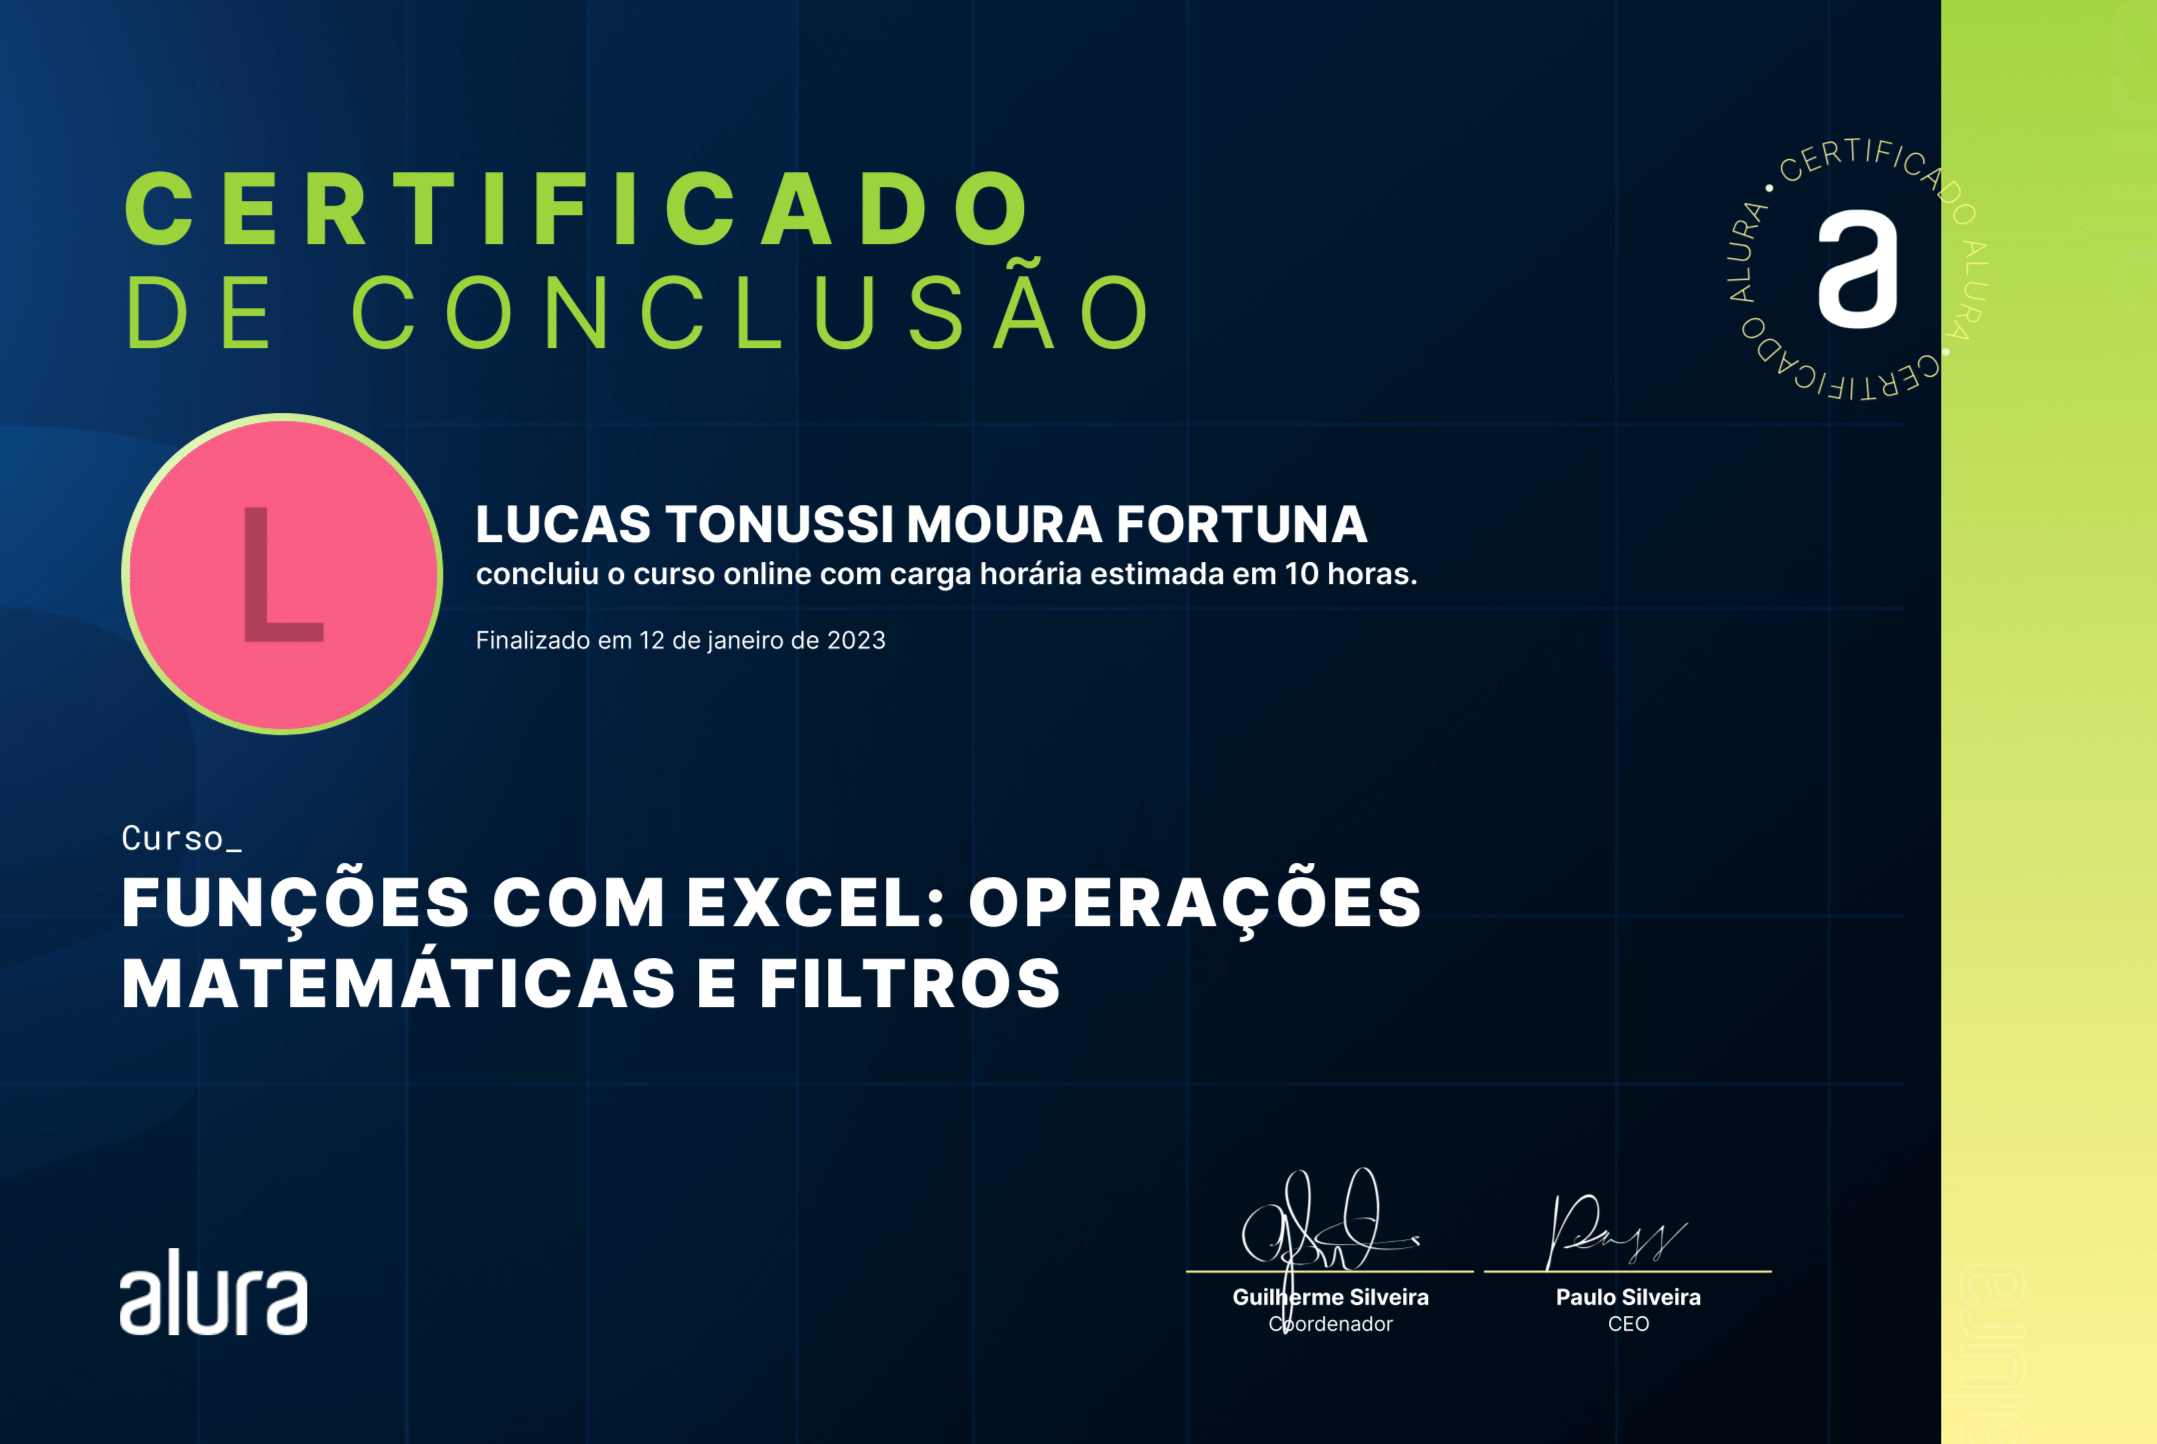 CERTIFICADO
DE CONCLUSÃO
CERTIFICADO ALURA • CERTIFICADO ALURA •
a
L
LUCAS TONUSSI MOURA FORTUNA
concluiu o curso online com carga horária estimada em 10 horas.
Finalizado em 12 de janeiro de 2023
Curso_
FUNÇÕES COM EXCEL: OPERAÇÕES
MATEMÁTICAS E FILTROS
alura
Guilherme Silveira
Coordenador
Paulo Silveira
CEO
alura